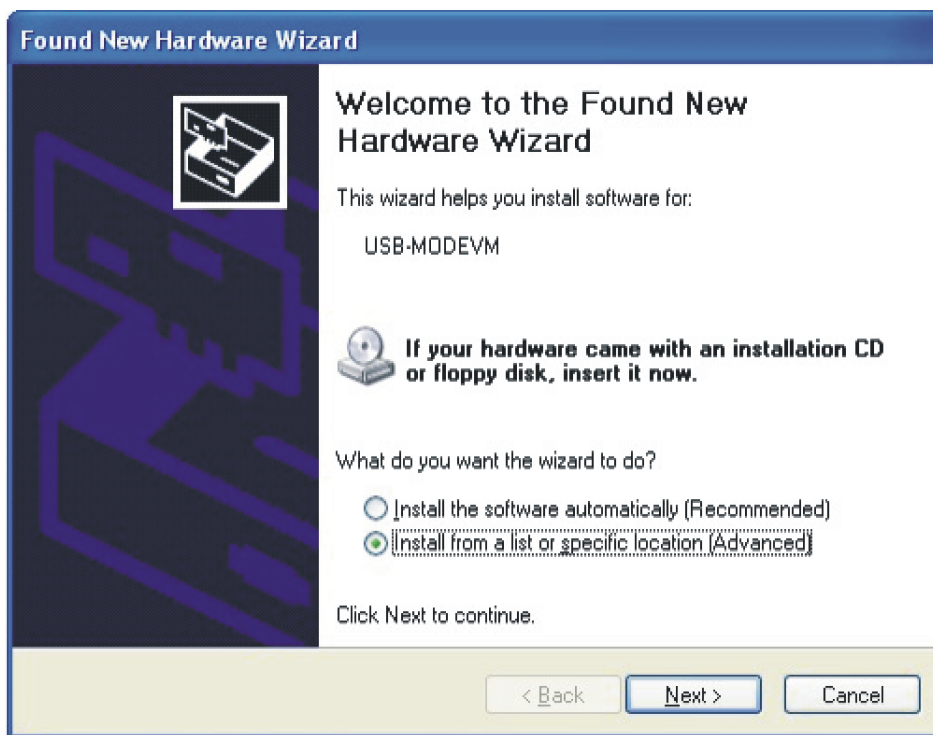 Found New Hardware Wizard
Welcome to the Found New
Hardware Wizard
This wizard helps you install software for:
USB-MODEVM
If your hardware came with an installation CD
or floppy disk, insert it now.
What do you want the wizard to do?
Install the software automatically (Recommended)
Install from a list or specific location (Advanced)
Click Next to continue.
< Back Next > Cancel